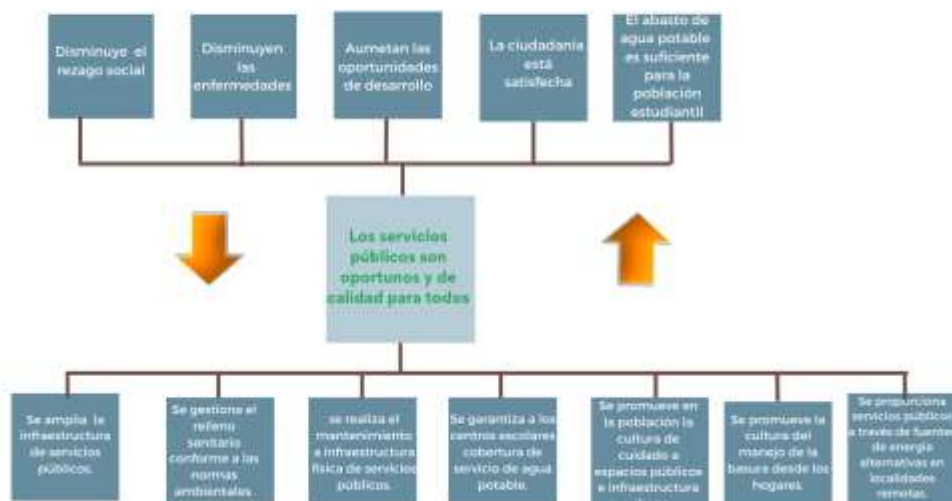 Disminuye el
rezago social
Disminuyen
las
enfermedades
Aumetan las
oportunidades
de desarrollo
La ciudadanía
está
satisfecha
El abasto de
agua potable
es suficiente
para la
población
estudiantil
Los servicios
públicos son
oportunos y de
calidad para todas
Se amplia la
infraestructura
de servicios
públicos.
Se gestiona el
relleno
sanitario
conforme a las
normas
ambientales.
se realiza el
mantenimiento
a infraestructura
física de servicios
públicos.
Se garantiza a los
centros escolares
cobertura de
servicio de agua
potable.
Se promueve en
la población la
cultura de
cuidado a
espacios públicos
e infraestructura
Se promueve la
cultura del
manejo de la
basura desde los
hogares.
Se proporciona
servicios públicos
a través de fuentes
de energía
alternativas en
localidades
remotas.